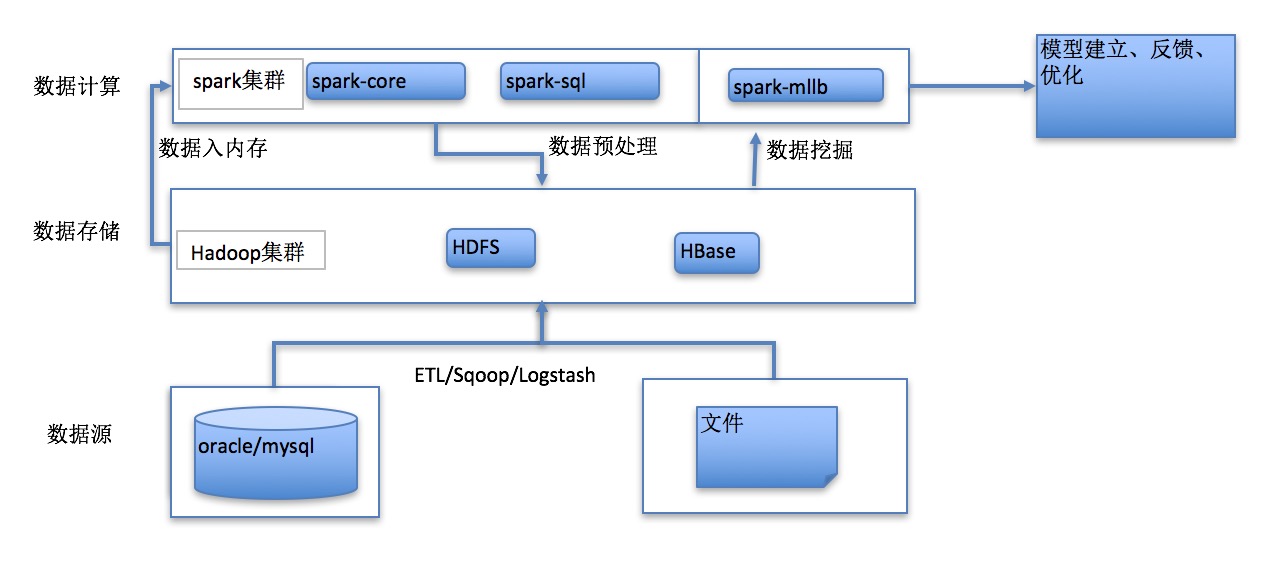 模型建立、反馈、
优化
数据计算
spark集群
spark-core
spark-sql
spark-mllb
数据入内存
数据预处理
数据挖掘
数据存储
Hadoop集群
HDFS
HBase
ETL/Sqoop/Logstash
数据源
oracle/mysql
文件